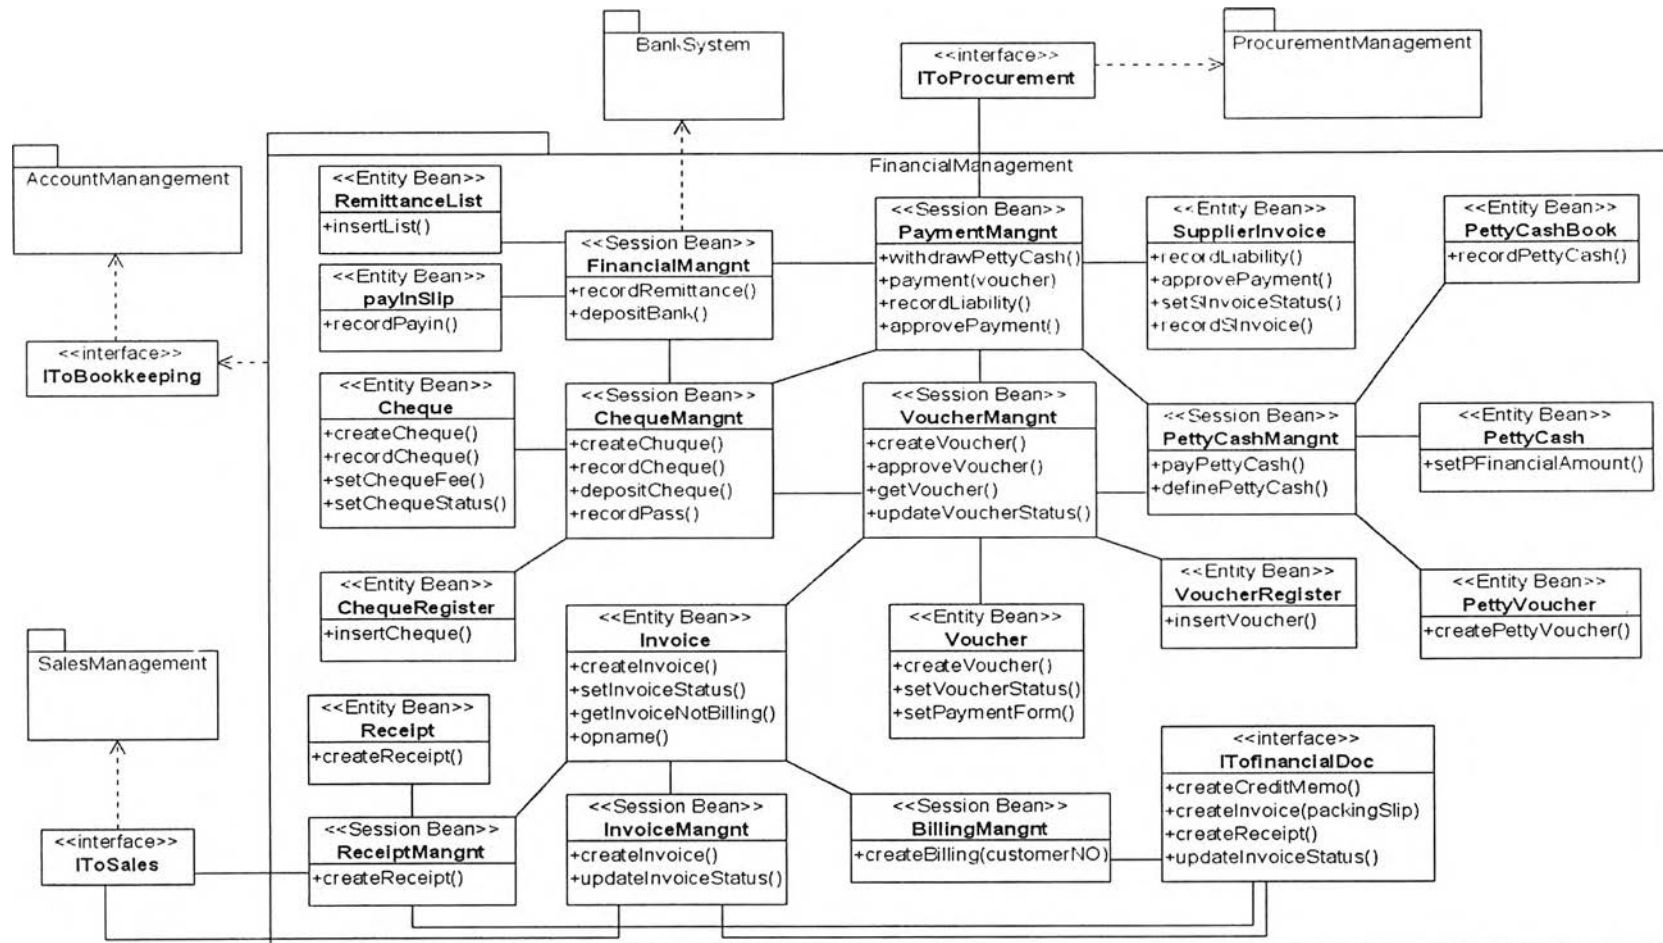 BankSystem
<<interface>>
IToProcurement
ProcurementManagement
AccountManangement
FinancialManagement
<<Entity Bean>>
RemittanceList
+insertList()
<<Session Bean>>
FinancialMangnt
+recordRemittance()
+depositBank()
<<Session Bean>>
PaymentMangnt
+withdrawPettyCash()
+payment(voucher)
+recordLiability()
+approvePayment()
<<Entity Bean>>
SupplierInvoice
+recordLiability()
+approvePayment()
+setSInvoiceStatus()
+recordSInvoice()
<<Entity Bean>>
PettyCashBook
+recordPettyCash()
<<Entity Bean>>
payInSlip
+recordPayin()
<<interface>>
IToBookkeeping
<<Entity Bean>>
Cheque
+createCheque()
+recordCheque()
+setChequeFee()
+setChequeStatus()
<<Session Bean>>
ChequeMangnt
+createChuque()
+recordCheque()
+depositCheque()
+recordPass()
<<Session Bean>>
VoucherMangnt
+createVoucher()
+approveVoucher()
+getVoucher()
+updateVoucherStatus()
<<Session Bean>>
PettyCashMangnt
+payPettyCash()
+definePettyCash()
<<Entity Bean>>
PettyCash
+setPFinancialAmount()
<<Entity Bean>>
ChequeRegister
+insertCheque()
<<Entity Bean>>
Invoice
+createInvoice()
+setInvoiceStatus()
+getInvoiceNotBilling()
+opname()
<<Entity Bean>>
Voucher
+createVoucher()
+setVoucherStatus()
+setPaymentForm()
<<Entity Bean>>
VoucherRegister
+insertVoucher()
<<Entity Bean>>
PettyVoucher
+createPettyVoucher()
SalesManagement
<<Entity Bean>>
Receipt
+createReceipt()
<<interface>>
ITofinancialDoc
+createCreditMemo()
+createInvoice(packingSlip)
+createReceipt()
+updateInvoiceStatus()
<<interface>>
IToSales
<<Session Bean>>
ReceiptMangnt
+createReceipt()
<<Session Bean>>
InvoiceMangnt
+createInvoice()
+updateInvoiceStatus()
<<Session Bean>>
BillingMangnt
+createBilling(customerNO)